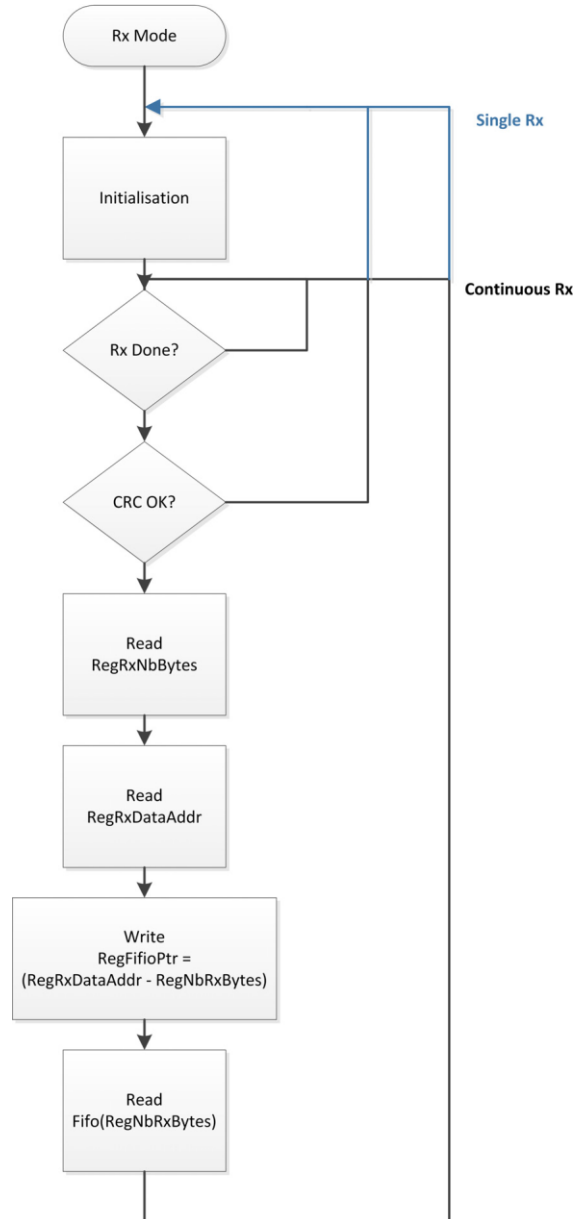 Rx Mode
Single Rx
Initialisation
Continuous Rx
Rx Done?
CRC OK?
Read
RegRxNbBytes
Read
RegRxDataAddr
Write
RegFifioPtr =
(RegRxDataAddr - RegNbRxBytes)
Read
Fifo(RegNbRxBytes)